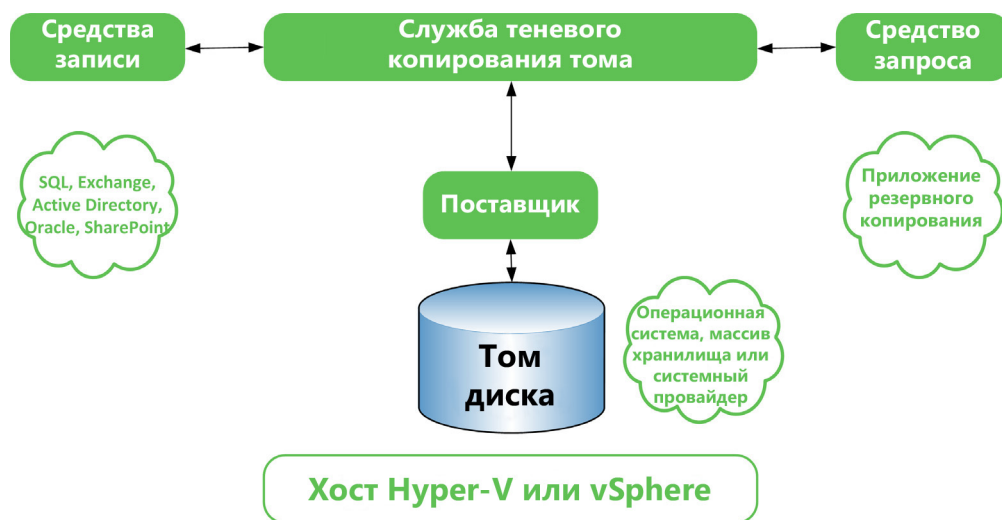 Средства
записи
Служба теневого
копирования тома
Средство
запроса
SQL, Exchange,
Active Directory,
Oracle, SharePoint
Поставщик
Приложение
резервного
копирования
Том
диска
Операционная
система, массив
хранилища или
системный
провайдер
Хост Hyper-V или vSphere